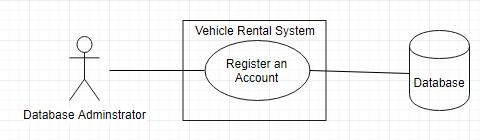 Vehicle Rental System
Register an
Account
Database
Database Adminstrator